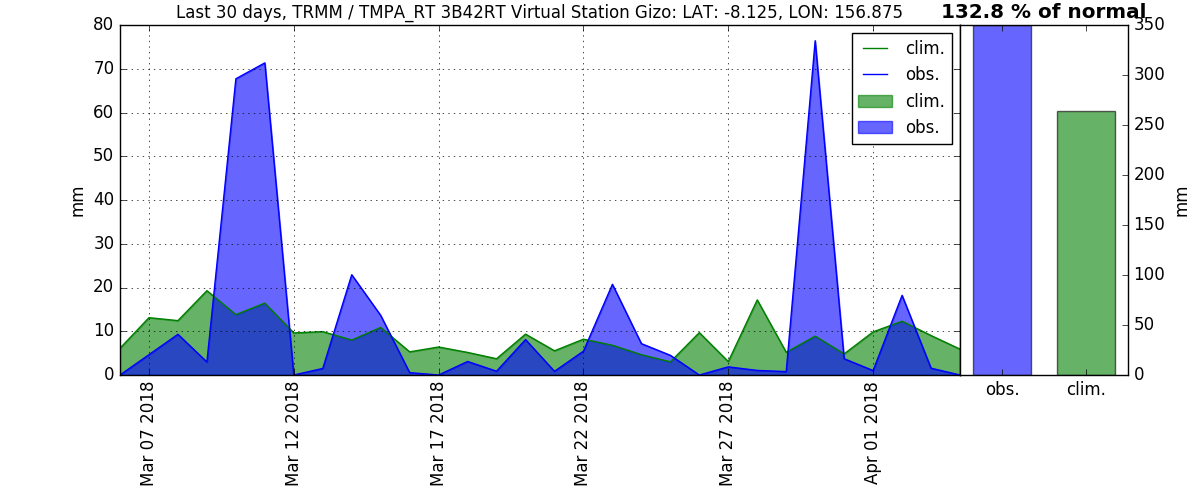 Last 30 days, TRMM / TMPA_RT 3B42RT Virtual Station Gizo: LAT: -8.125, LON: 156.875
132.8 % of normal
80
70
60
50
40
30
20
10
0
mm
clim.
obs.
clim.
obs.
350
300
250
200
150
100
50
0
mm
obs.
clim.
Mar 07 2018
Mar 12 2018
Mar 17 2018
Mar 22 2018
Mar 27 2018
Apr 01 2018